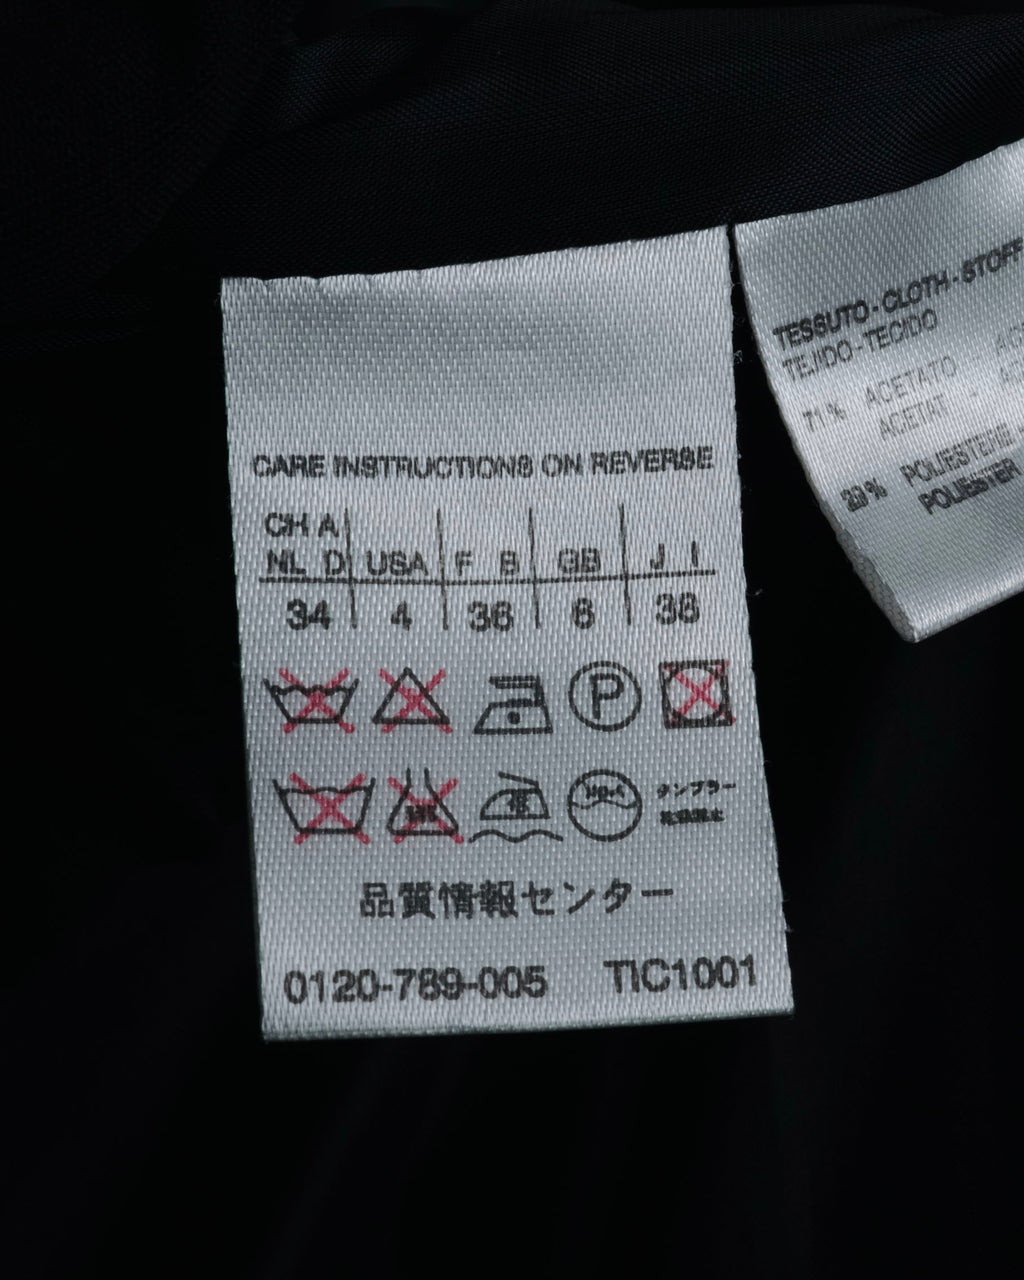 CARE INSTRUCTIONS ON REVERSE
CH A
NL D USA F B GB J I
34 4 36 6 38
P
タンブラー
品質情報センター
0120-789-005 TIC1001
TESSUTO - CLOTH - STOFF
TEJIDO - TECIDO
71% ACETATO -
ACETAT -
POLIESTERE
POLIESTER